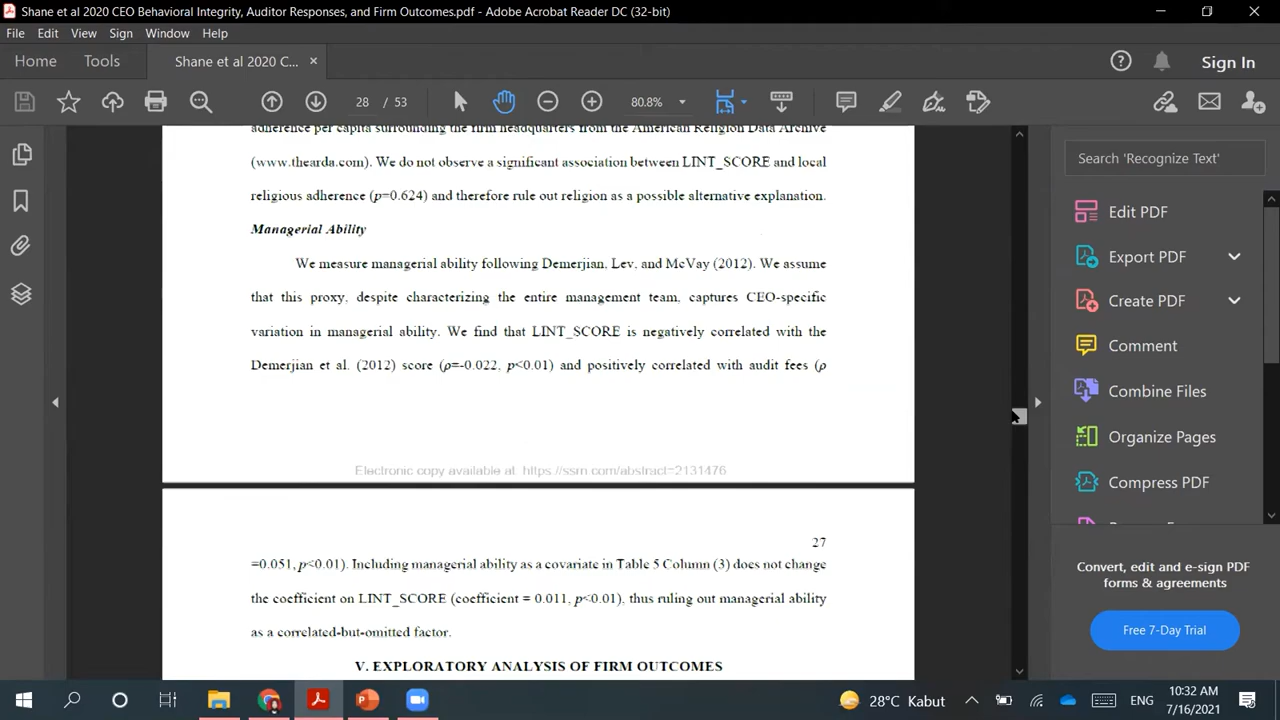 Shane et al 2020 CEO Behavioral Integrity, Auditor Responses, and Firm Outcomes.pdf - Adobe Acrobat Reader DC (32-bit)
File Edit View Sign Window Help
Home Tools Shane et al 2020 C... × Sign In
28 / 53 80.8%
adherence per capita surrounding the firm headquarters from the American Religion Data Archive
(www.thearda.com). We do not observe a significant association between LINT_SCORE and local
religious adherence (p=0.624) and therefore rule out religion as a possible alternative explanation.
Managerial Ability
We measure managerial ability following Demerjian, Lev, and McVay (2012). We assume
that this proxy, despite characterizing the entire management team, captures CEO-specific
variation in managerial ability. We find that LINT_SCORE is negatively correlated with the
Demerjian et al. (2012) score (ρ=-0.022, p<0.01) and positively correlated with audit fees (ρ
Electronic copy available at: https://ssrn.com/abstract=2131476
27
=0.051, p<0.01). Including managerial ability as a covariate in Table 5 Column (3) does not change
the coefficient on LINT_SCORE (coefficient = 0.011, p<0.01), thus ruling out managerial ability
as a correlated-but-omitted factor.
V. EXPLORATORY ANALYSIS OF FIRM OUTCOMES
Search 'Recognize Text'
Edit PDF
Export PDF
Create PDF
Comment
Combine Files
Organize Pages
Compress PDF
Convert, edit and e-sign PDF
forms & agreements
Free 7-Day Trial
28°C Kabut
ENG
10:32 AM
7/16/2021